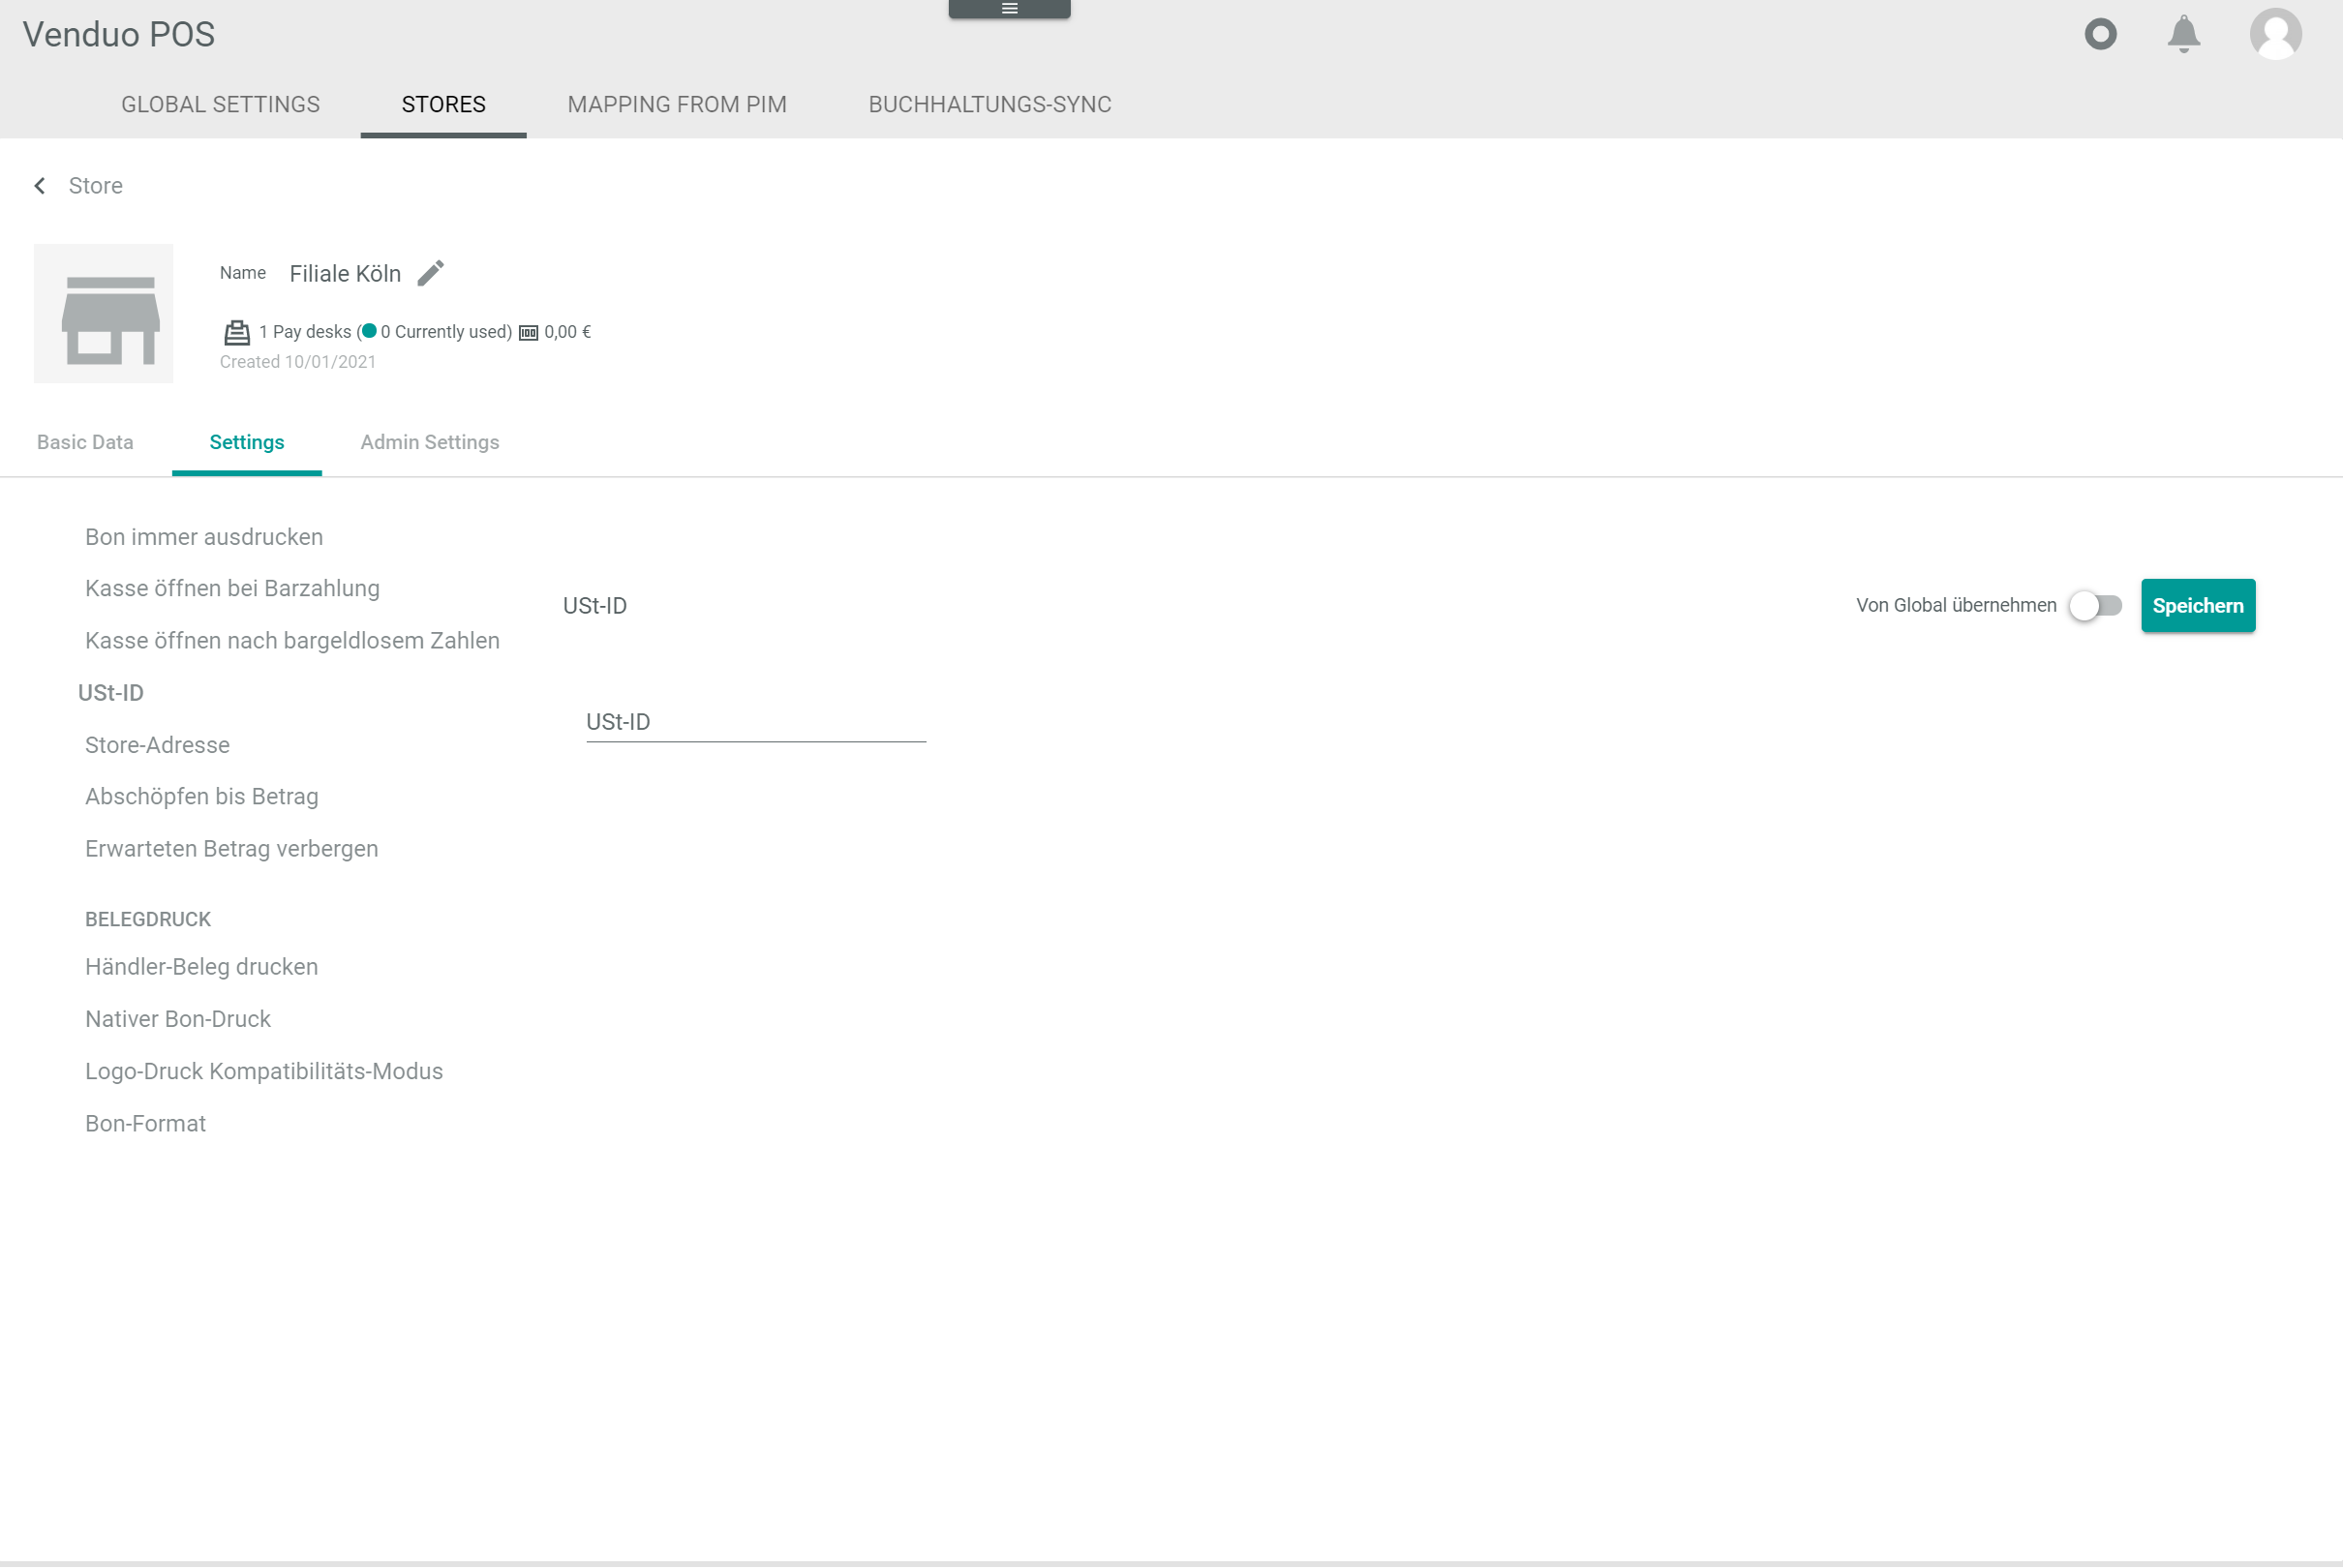 Venduo POS
GLOBAL SETTINGS STORES MAPPING FROM PIM BUCHHALTUNGS-SYNC
Store
Name Filiale Köln
1 Pay desks (0 Currently used) 0,00 €
Created 10/01/2021
Basic Data Settings Admin Settings
Bon immer ausdrucken
Kasse öffnen bei Barzahlung
Kasse öffnen nach bargeldlosem Zahlen
USt-ID
Store-Adresse
Abschöpfen bis Betrag
Erwarteten Betrag verbergen
BELEGDRUCK
Händler-Beleg drucken
Nativer Bon-Druck
Logo-Druck Kompatibilitäts-Modus
Bon-Format
USt-ID Von Global übernehmen Speichern
USt-ID